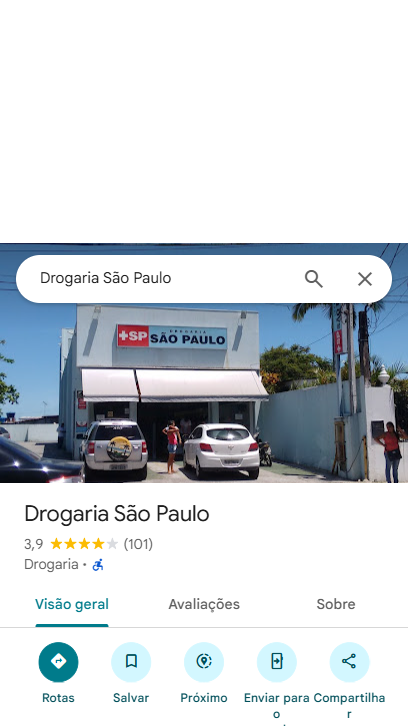 Drogaria São Paulo
+SP DROGARIA
SÃO PAULO
SP
Drogaria São Paulo
3,9 (101)
Drogaria •
Visão geral Avaliações Sobre
Rotas Salvar Próximo Enviar para o Compartilhar